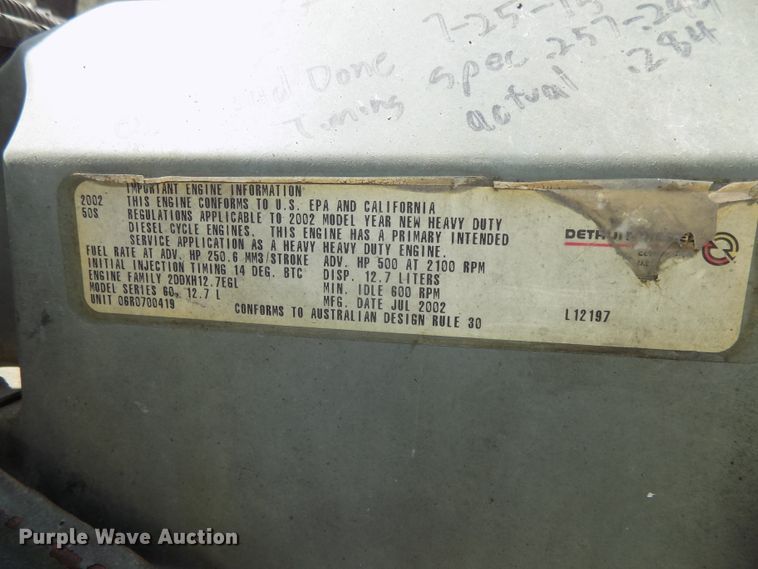 7-25-15
Done
Timing spec .257-.244
actual .284
IMPORTANT ENGINE INFORMATION
2002 THIS ENGINE CONFORMS TO U.S. EPA AND CALIFORNIA
50S REGULATIONS APPLICABLE TO 2002 MODEL YEAR NEW HEAVY DUTY
DIESEL CYCLE ENGINES. THIS ENGINE HAS A PRIMARY INTENDED
SERVICE APPLICATION AS A HEAVY HEAVY DUTY ENGINE.
FUEL RATE AT ADV. HP 250.6 MM3/STROKE ADV. HP 500 AT 2100 RPM
INITIAL INJECTION TIMING 14 DEG. BTC DISP. 12.7 LITERS
ENGINE FAMILY 2DDXH12.7EGL MIN. IDLE 600 RPM
MODEL SERIES 60, 12.7 L MFG. DATE JUL 2002
UNIT 06R0700419 CONFORMS TO AUSTRALIAN DESIGN RULE 30 L12197
Purple Wave Auction